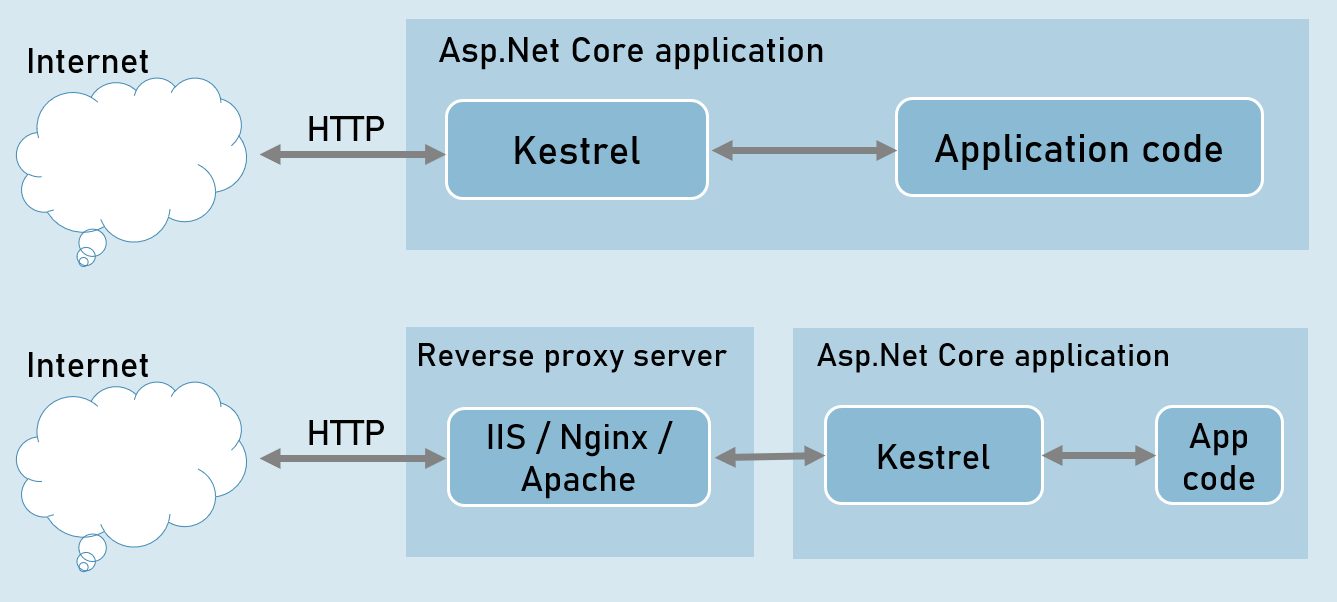 Internet
HTTP
Asp.Net Core application
Kestrel
Application code
Internet
HTTP
Reverse proxy server
IIS / Nginx /
Apache
Asp.Net Core application
Kestrel
App
code